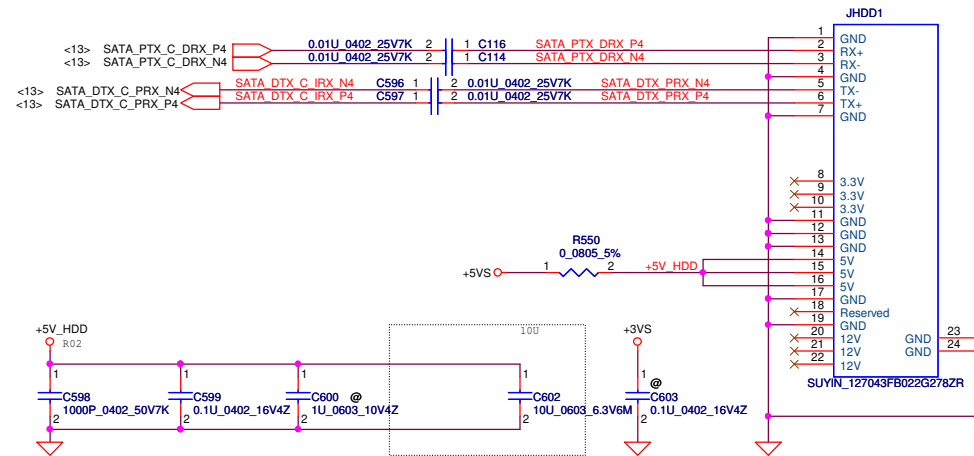 JHDD1
<13> SATA_PTX_C_DRX_P4 0.01U_0402_25V7K 2 1 C116 SATA_PTX_DRX_P4
<13> SATA_PTX_C_DRX_N4 0.01U_0402_25V7K 2 1 C114 SATA_PTX_DRX_N4
<13> SATA_DTX_C_PRX_N4 SATA_DTX_C_IRX_N4 C596 1 2 0.01U_0402_25V7K SATA_DTX_PRX_N4
<13> SATA_DTX_C_PRX_P4 SATA_DTX_C_IRX_P4 C597 1 2 0.01U_0402_25V7K SATA_DTX_PRX_P4
1 GND
2 RX+
3 RX-
4 GND
5 TX-
6 TX+
7 GND
8 3.3V
9 3.3V
10 3.3V
11 GND
12 GND
13 GND
14 5V
15 5V
16 5V
17 GND
18 Reserved
19 GND
20 12V
21 12V
22 12V
GND 23
GND 24
SUYIN_127043FB022G278ZR
R550
0_0805_5%
+5VS 1 2 +5V_HDD
+5V_HDD
R02
10U
+3VS
1 C598 2
1000P_0402_50V7K
1 C599 2
0.1U_0402_16V4Z
1 C600 @ 2
1U_0603_10V4Z
1 C602 2
10U_0603_6.3V6M
1 @ C603 2
0.1U_0402_16V4Z